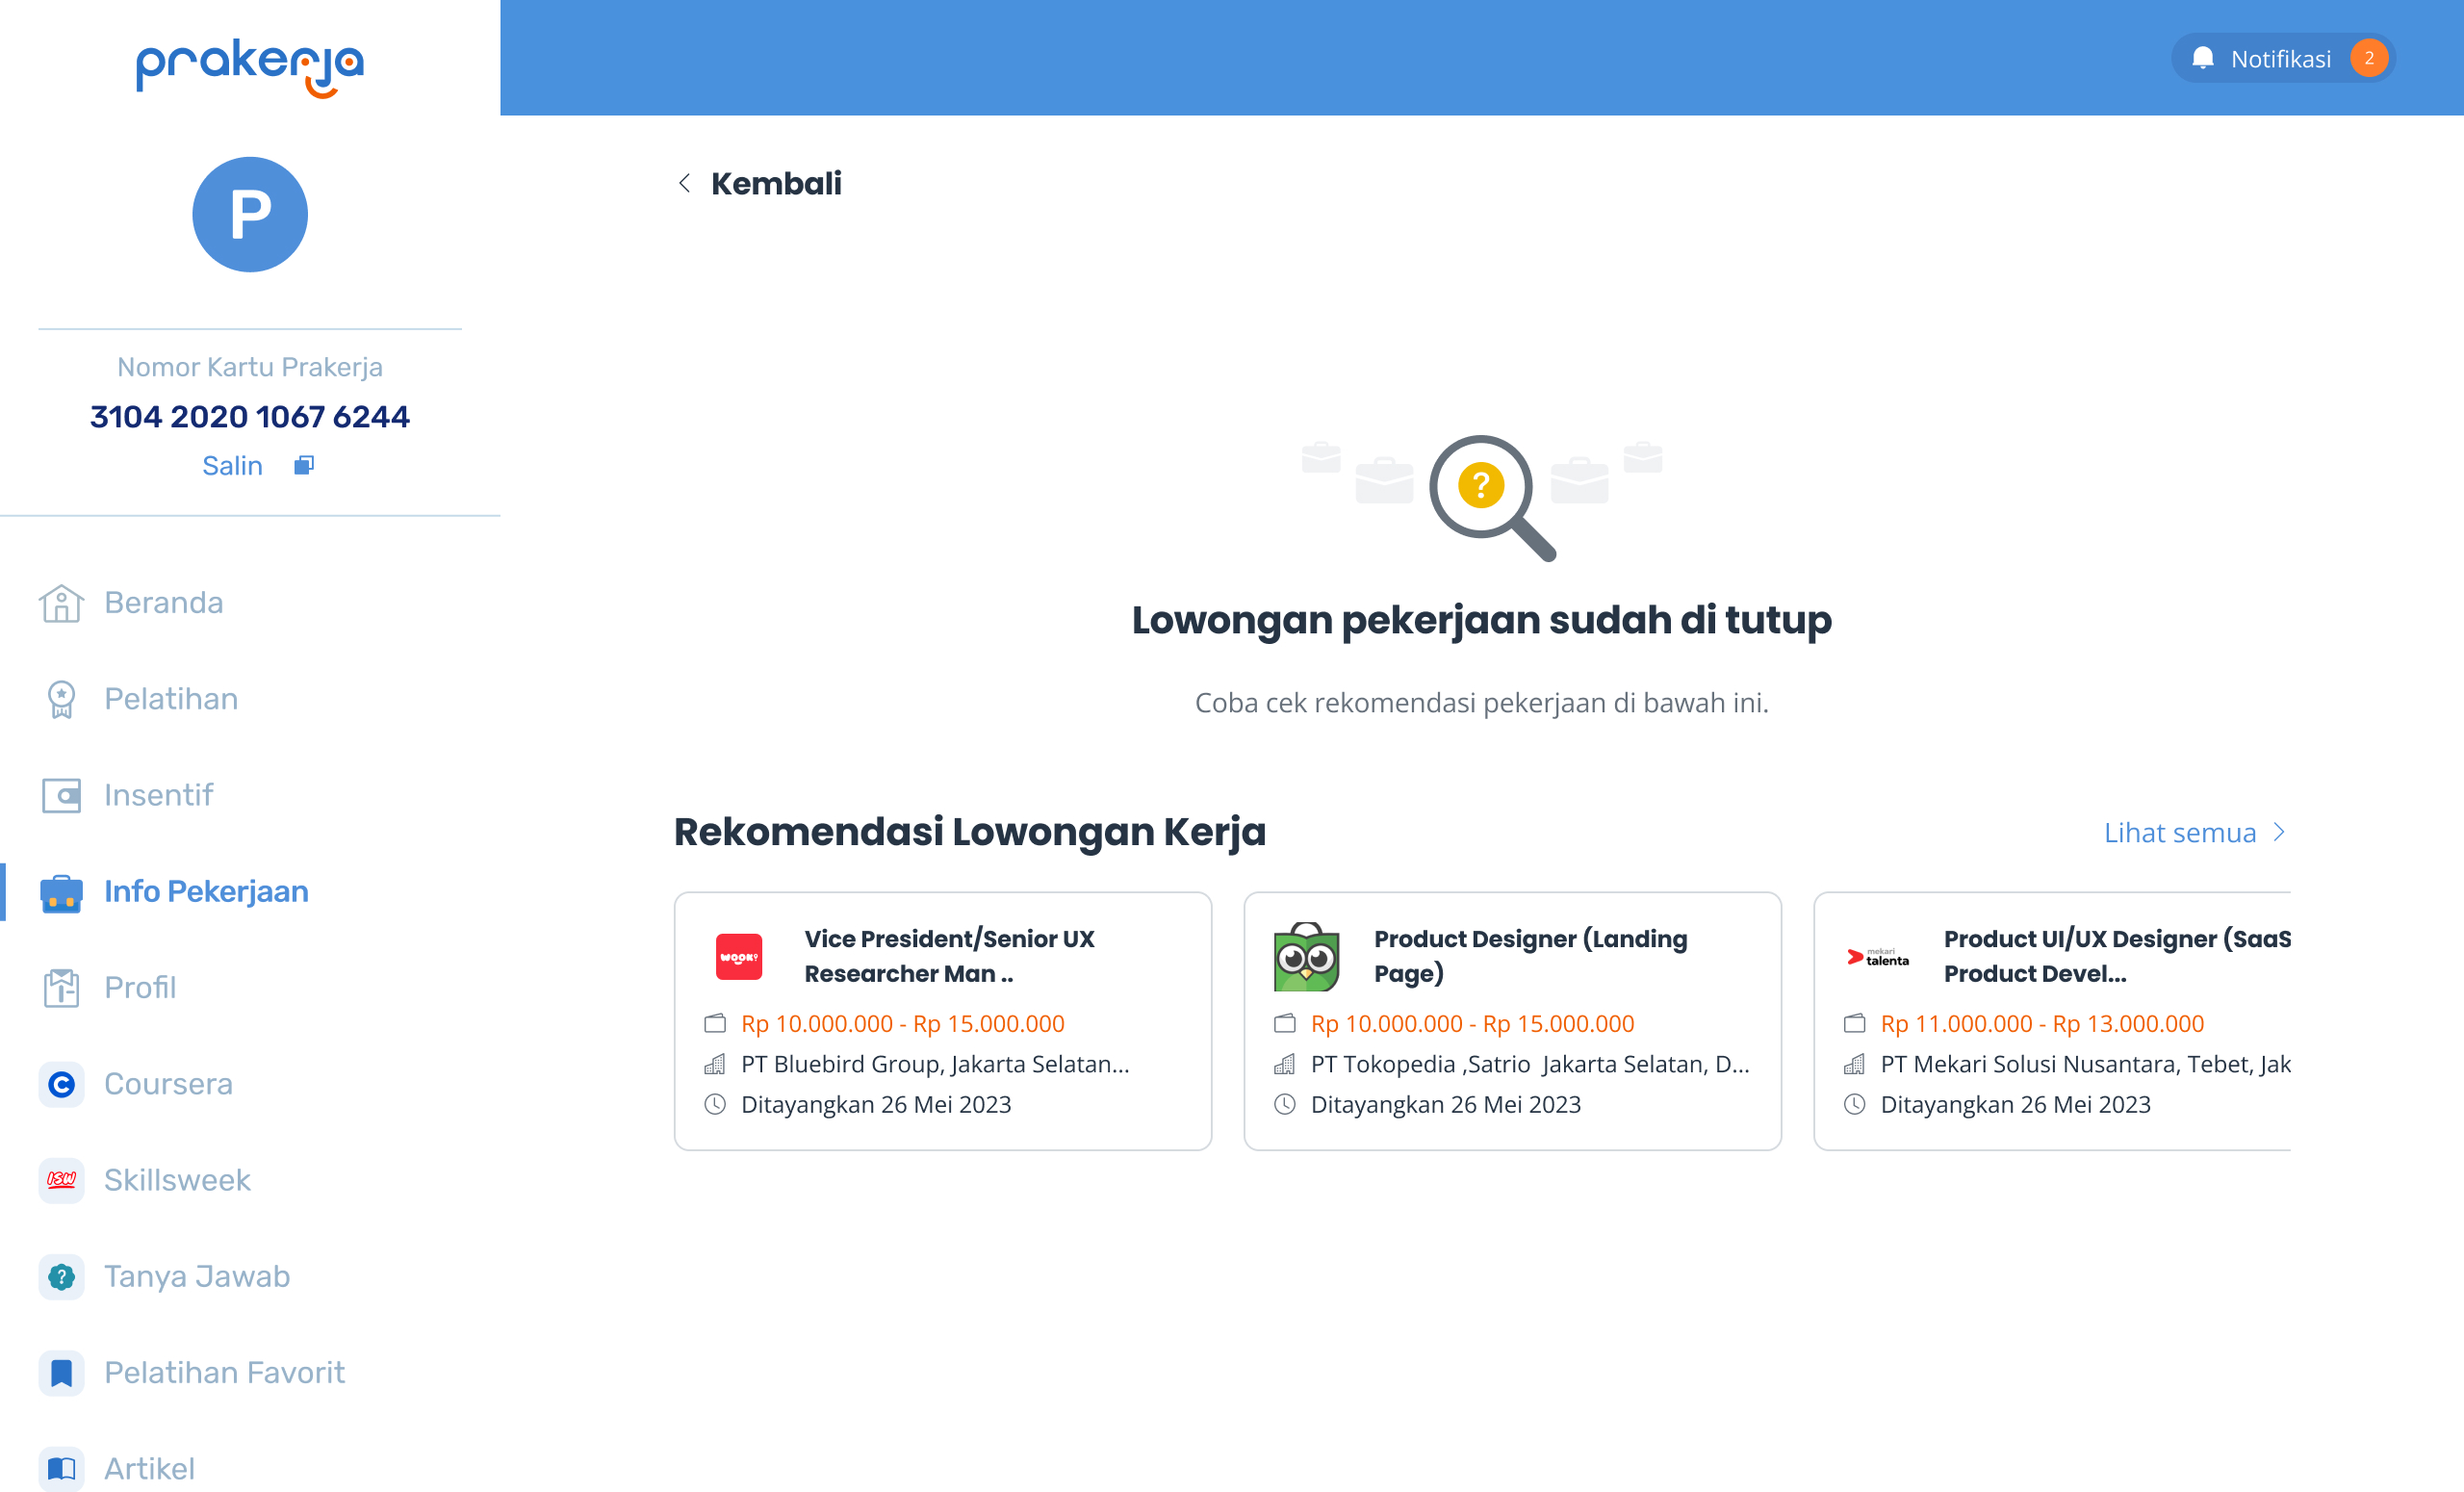 prakerja
Notifikasi 2
P
Nomor Kartu Prakerja
3104 2020 1067 6244
Salin
Beranda
Pelatihan
Insentif
Info Pekerjaan
Profil
Coursera
Skillsweek
Tanya Jawab
Pelatihan Favorit
Artikel
Kembali
?
Lowongan pekerjaan sudah di tutup
Coba cek rekomendasi pekerjaan di bawah ini.
Rekomendasi Lowongan Kerja
Lihat semua
WOOK?
Vice President/Senior UX
Researcher Man ..
Rp 10.000.000 - Rp 15.000.000
PT Bluebird Group, Jakarta Selatan...
Ditayangkan 26 Mei 2023
Product Designer (Landing
Page)
Rp 10.000.000 - Rp 15.000.000
PT Tokopedia ,Satrio  Jakarta Selatan, D...
Ditayangkan 26 Mei 2023
mekari
talenta
Product UI/UX Designer (SaaS
Product Devel...
Rp 11.000.000 - Rp 13.000.000
PT Mekari Solusi Nusantara, Tebet, Jak
Ditayangkan 26 Mei 2023